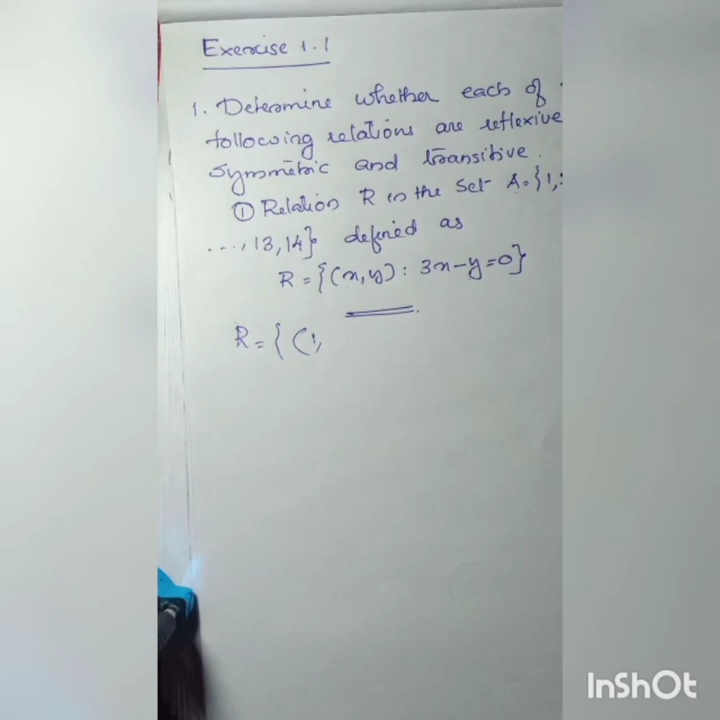 Exercise 1.1
1. Determine whether each of
following relations are reflexive
symmetric and transitive.
① Relation R in the set A = {1,
..., 13, 14} defined as
R = {(x, y) : 3x - y = 0}
R = { (1,
InShOt